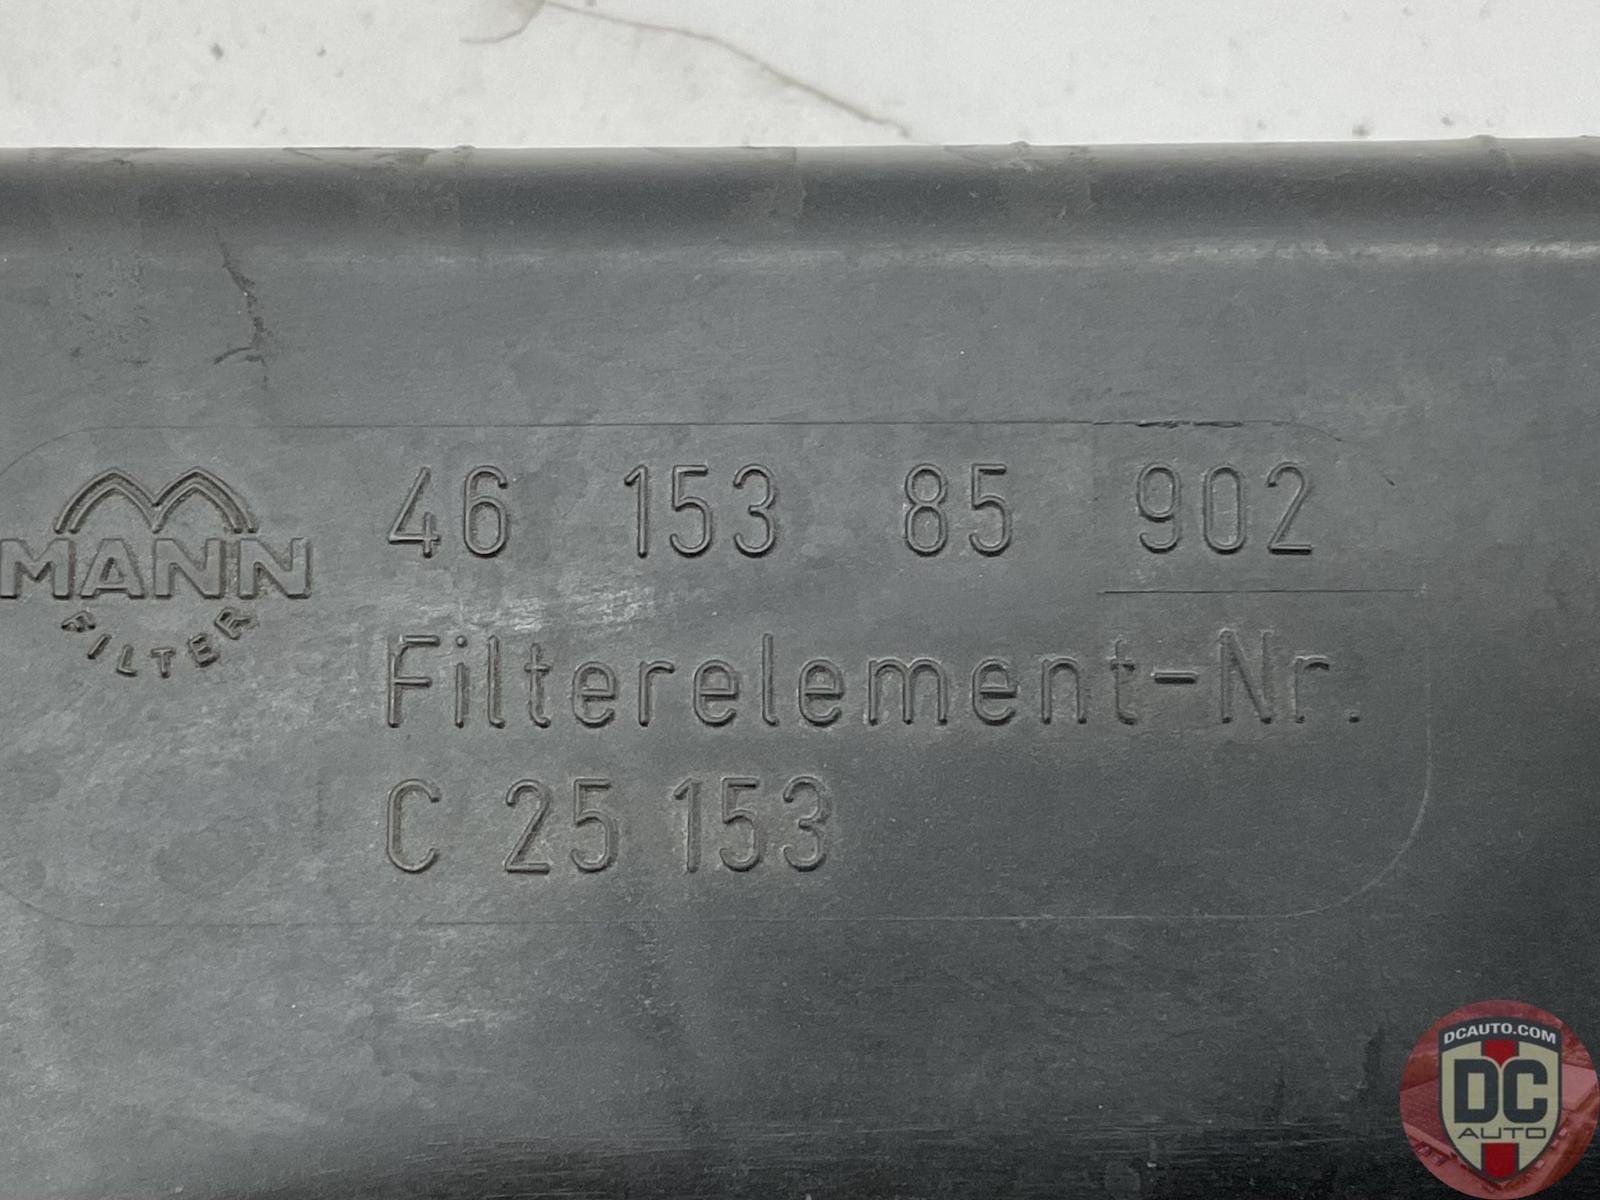 MANN
FILTER
46 153 85 902
Filterelement-Nr.
C 25 153
DCAUTO.COM
DC
AUTO